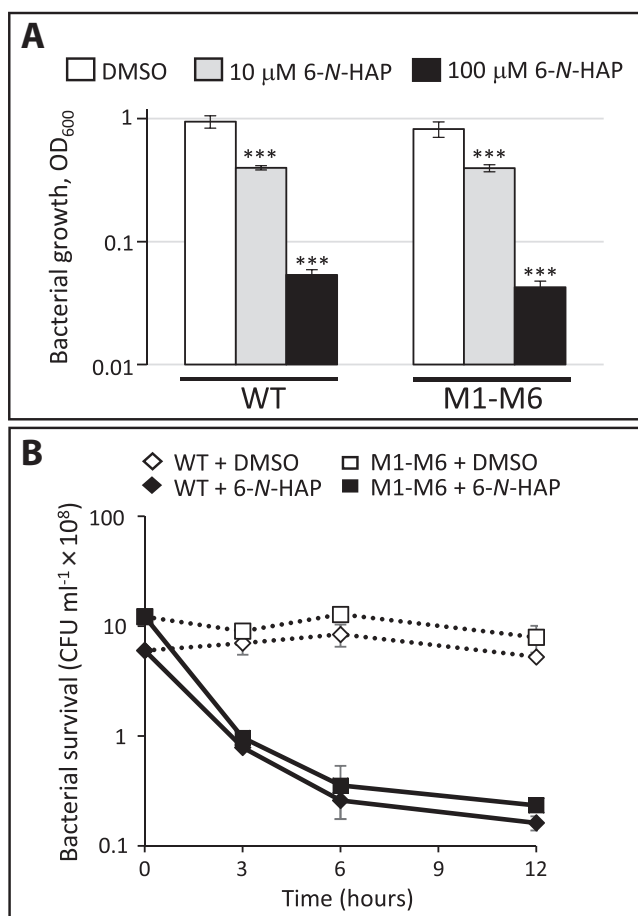 A
DMSO 10 μM 6-N-HAP 100 μM 6-N-HAP
Bacterial growth, OD600
1
0.1
0.01
*** *** *** ***
WT M1-M6
B
WT + DMSO M1-M6 + DMSO
WT + 6-N-HAP M1-M6 + 6-N-HAP
Bacterial survival (CFU ml-1 × 108)
100
10
1
0.1
0 3 6 9 12
Time (hours)